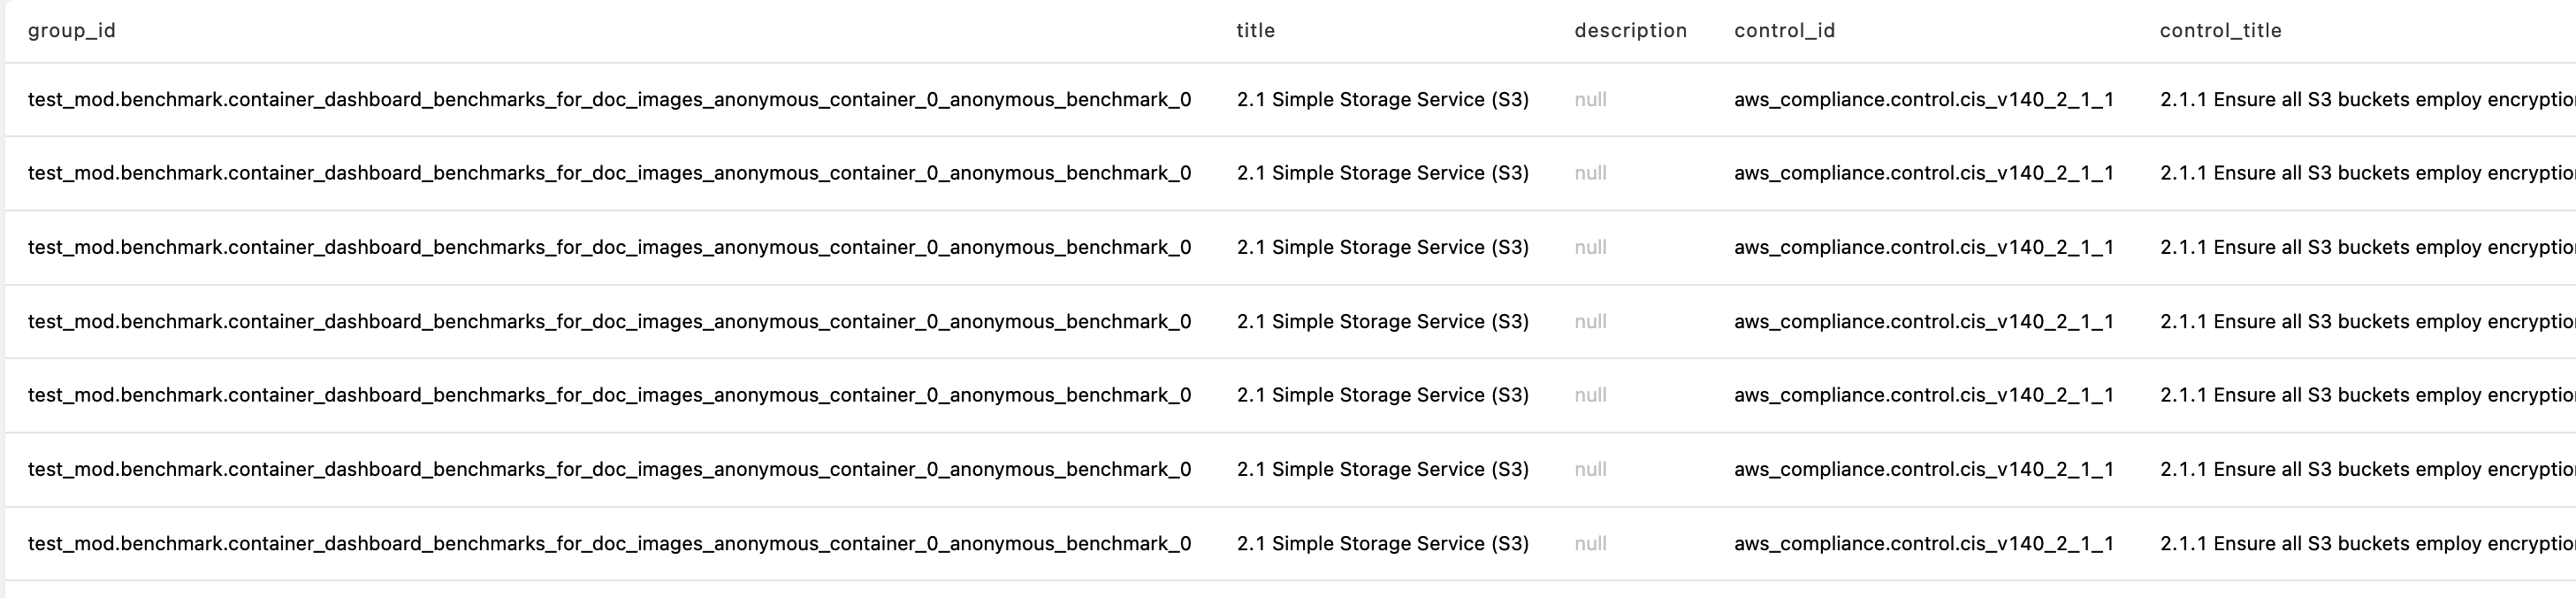 group_id title description control_id control_title
test_mod.benchmark.container_dashboard_benchmarks_for_doc_images_anonymous_container_0_anonymous_benchmark_0 2.1 Simple Storage Service (S3) null aws_compliance.control.cis_v140_2_1_1 2.1.1 Ensure all S3 buckets employ encryptio
test_mod.benchmark.container_dashboard_benchmarks_for_doc_images_anonymous_container_0_anonymous_benchmark_0 2.1 Simple Storage Service (S3) null aws_compliance.control.cis_v140_2_1_1 2.1.1 Ensure all S3 buckets employ encryptio
test_mod.benchmark.container_dashboard_benchmarks_for_doc_images_anonymous_container_0_anonymous_benchmark_0 2.1 Simple Storage Service (S3) null aws_compliance.control.cis_v140_2_1_1 2.1.1 Ensure all S3 buckets employ encryptio
test_mod.benchmark.container_dashboard_benchmarks_for_doc_images_anonymous_container_0_anonymous_benchmark_0 2.1 Simple Storage Service (S3) null aws_compliance.control.cis_v140_2_1_1 2.1.1 Ensure all S3 buckets employ encryptio
test_mod.benchmark.container_dashboard_benchmarks_for_doc_images_anonymous_container_0_anonymous_benchmark_0 2.1 Simple Storage Service (S3) null aws_compliance.control.cis_v140_2_1_1 2.1.1 Ensure all S3 buckets employ encryptio
test_mod.benchmark.container_dashboard_benchmarks_for_doc_images_anonymous_container_0_anonymous_benchmark_0 2.1 Simple Storage Service (S3) null aws_compliance.control.cis_v140_2_1_1 2.1.1 Ensure all S3 buckets employ encryptio
test_mod.benchmark.container_dashboard_benchmarks_for_doc_images_anonymous_container_0_anonymous_benchmark_0 2.1 Simple Storage Service (S3) null aws_compliance.control.cis_v140_2_1_1 2.1.1 Ensure all S3 buckets employ encryptio